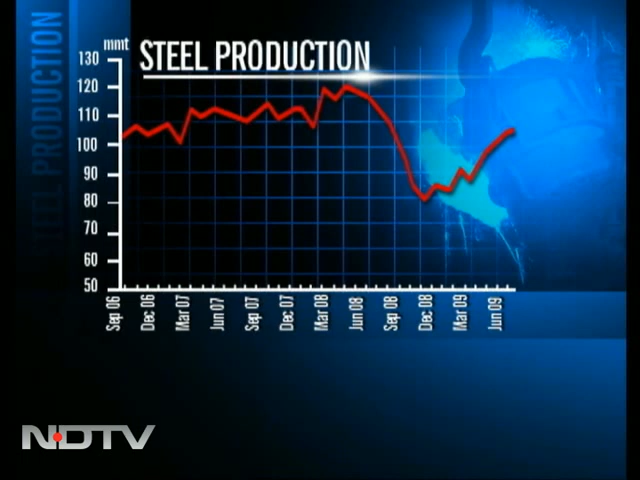 STEEL PRODUCTION
mmt
STEEL PRODUCTION
130
120
110
100
90
80
70
60
50
Sep 06
Dec 06
Mar 07
Jun 07
Sep 07
Dec 07
Mar 08
Jun 08
Sep 08
Dec 08
Mar 09
Jun 09
NDTV